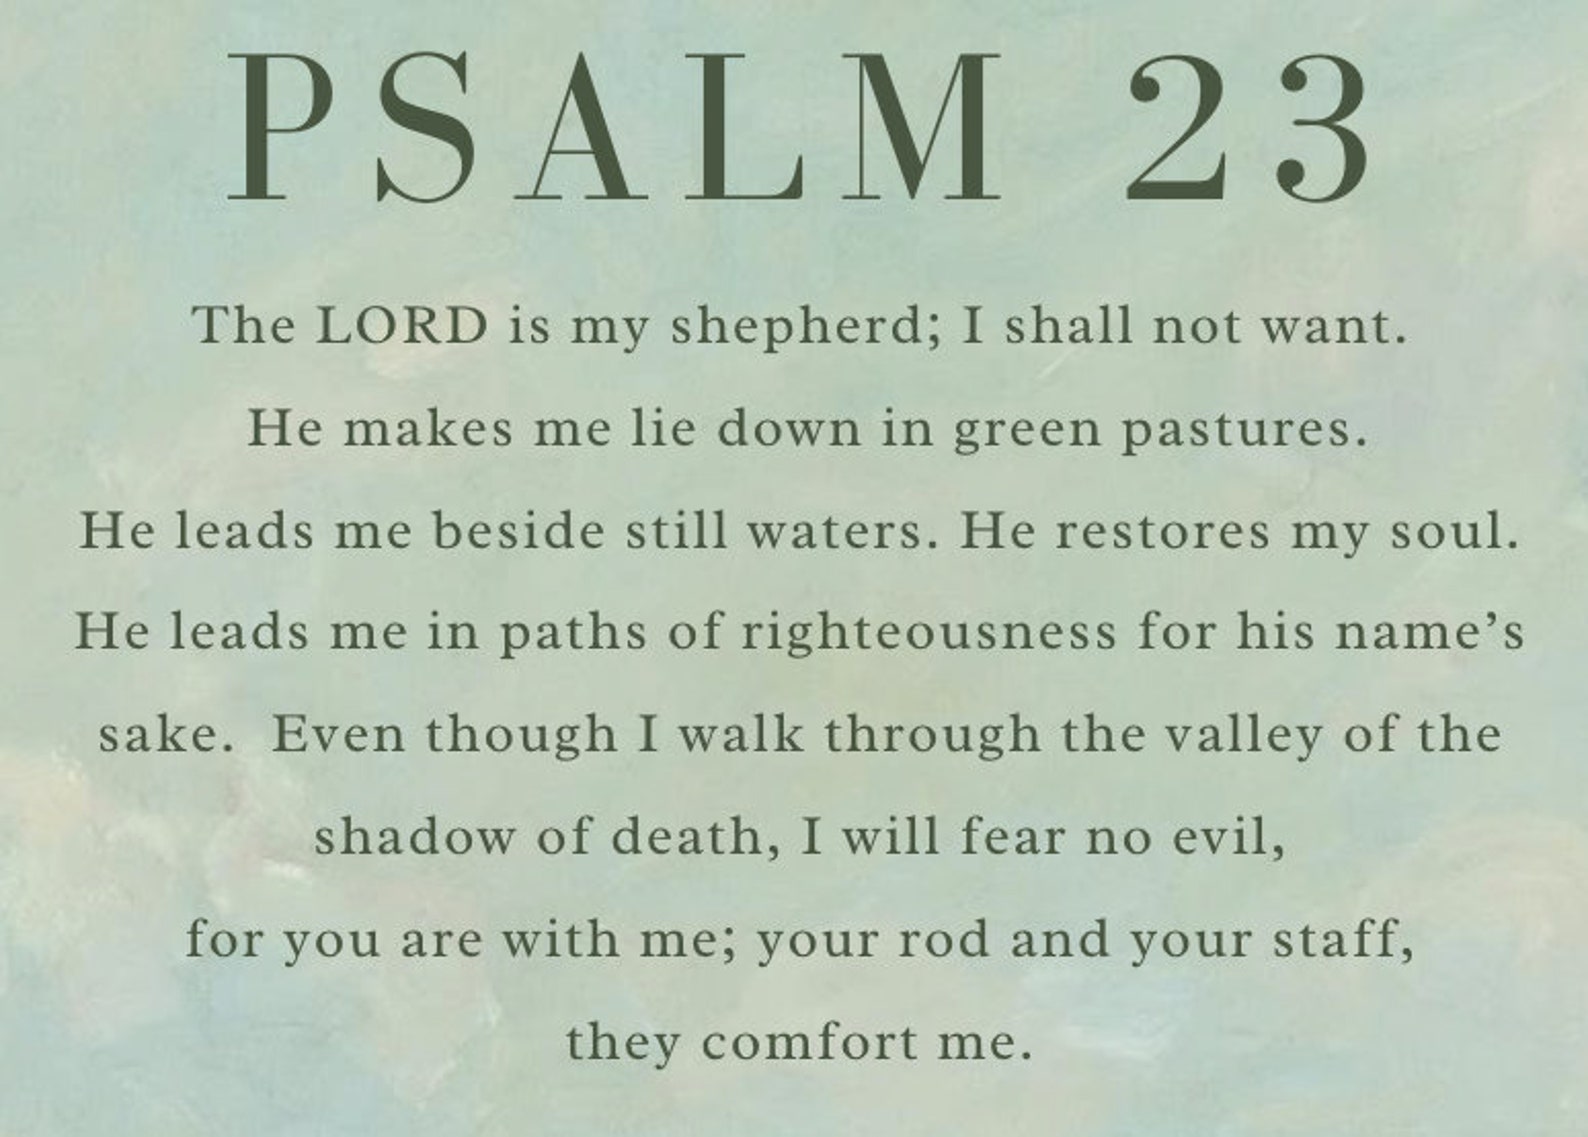 PSALM 23
The LORD is my shepherd; I shall not want.
He makes me lie down in green pastures.
He leads me beside still waters. He restores my soul.
He leads me in paths of righteousness for his name’s
sake.  Even though I walk through the valley of the
shadow of death, I will fear no evil,
for you are with me; your rod and your staff,
they comfort me.